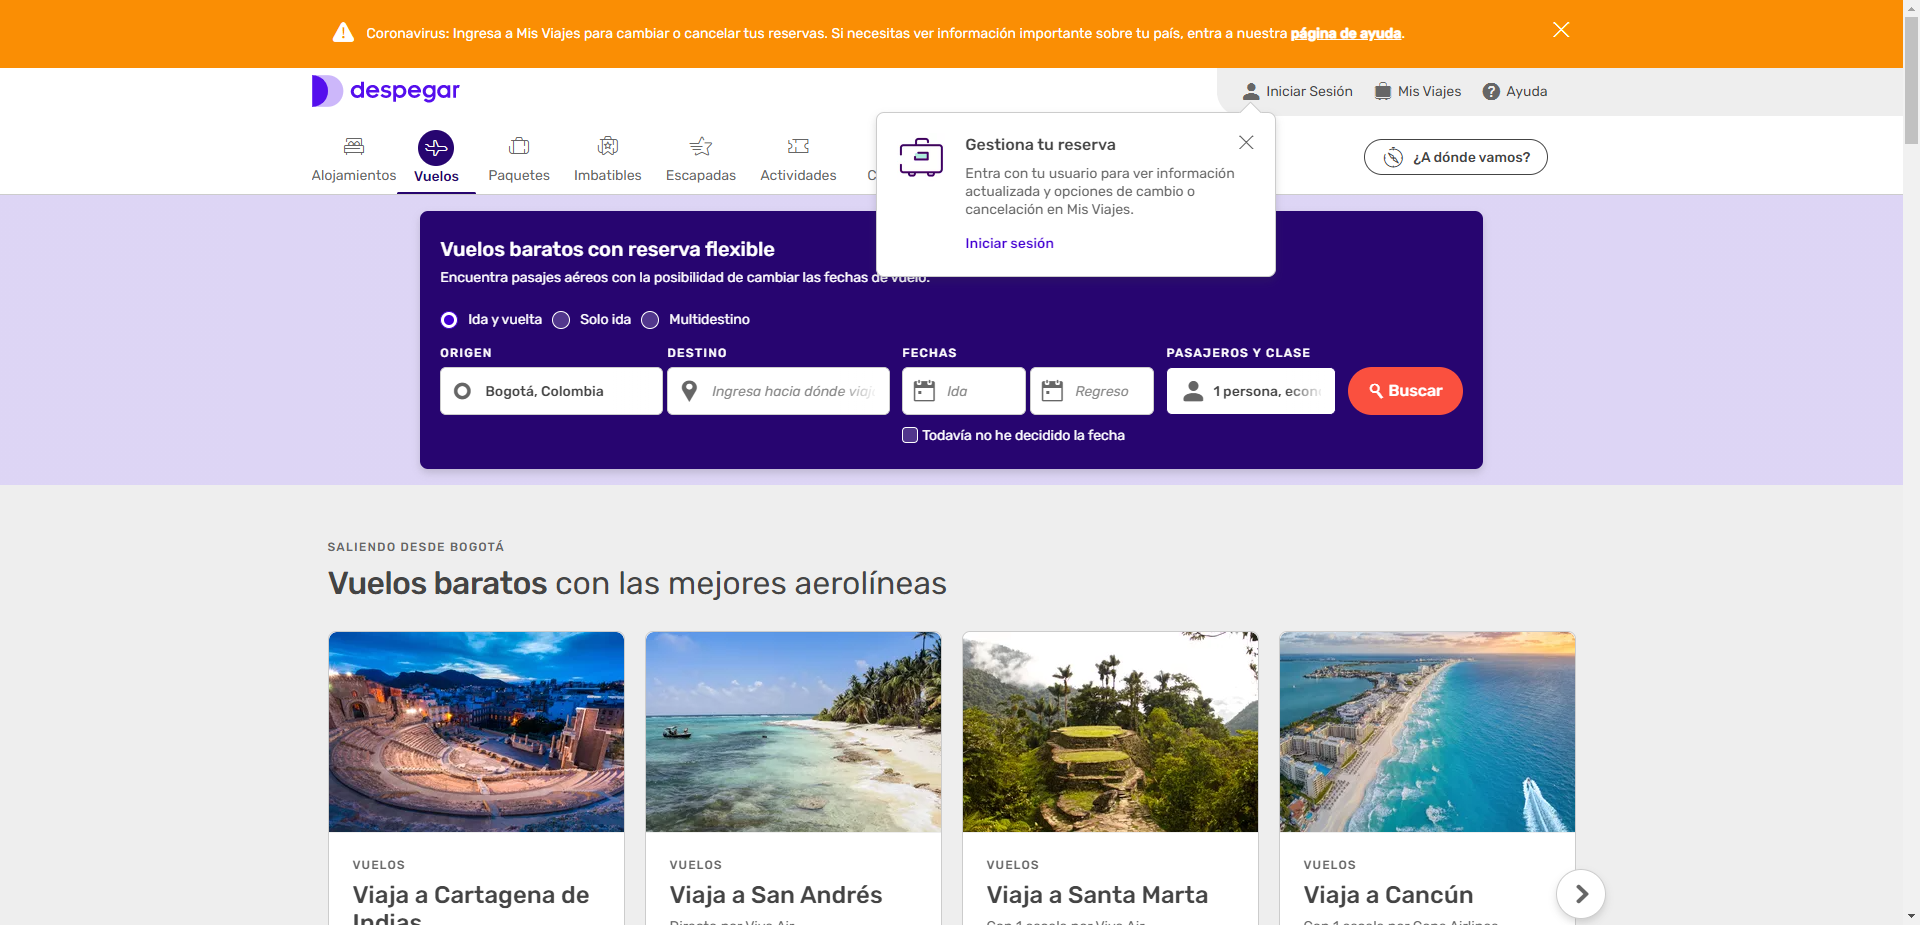 Coronavirus: Ingresa a Mis Viajes para cambiar o cancelar tus reservas. Si necesitas ver información importante sobre tu país, entra a nuestra página de ayuda.
despegar
Iniciar Sesión
Mis Viajes
Ayuda
Alojamientos
Vuelos
Paquetes
Imbatibles
Escapadas
Actividades
¿A dónde vamos?
Gestiona tu reserva
Entra con tu usuario para ver información
actualizada y opciones de cambio o
cancelación en Mis Viajes.
Iniciar sesión
Vuelos baratos con reserva flexible
Encuentra pasajes aéreos con la posibilidad de cambiar las fechas de vuelo.
Ida y vuelta
Solo ida
Multidestino
ORIGEN
DESTINO
FECHAS
PASAJEROS Y CLASE
Bogotá, Colombia
Ingresa hacia dónde viaj
Ida
Regreso
1 persona, econ
Buscar
Todavía no he decidido la fecha
SALIENDO DESDE BOGOTÁ
Vuelos baratos con las mejores aerolíneas
VUELOS
Viaja a Cartagena de
Indias
VUELOS
Viaja a San Andrés
VUELOS
Viaja a Santa Marta
VUELOS
Viaja a Cancún